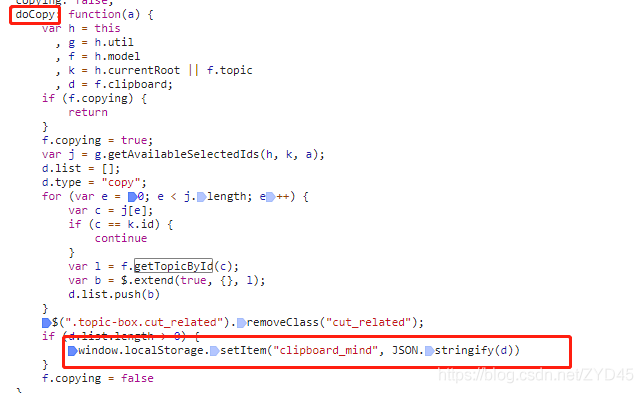 copying: false,
doCopy: function(a) {
var h = this
, g = h.util
, f = h.model
, k = h.currentRoot || f.topic
, d = f.clipboard;
if (f.copying) {
return
}
f.copying = true;
var j = g.getAvailableSelectedIds(h, k, a);
d.list = [];
d.type = "copy";
for (var e = 0; e < j.length; e++) {
var c = j[e];
if (c == k.id) {
continue
}
var l = f.getTopicById(c);
var b = $.extend(true, {}, l);
d.list.push(b)
}
$(".topic-box.cut_related").removeClass("cut_related");
if (d.list.length > 0) {
window.localStorage.setItem("clipboard_mind", JSON.stringify(d))
}
f.copying = false
}
https://blog.csdn.net/ZYD45